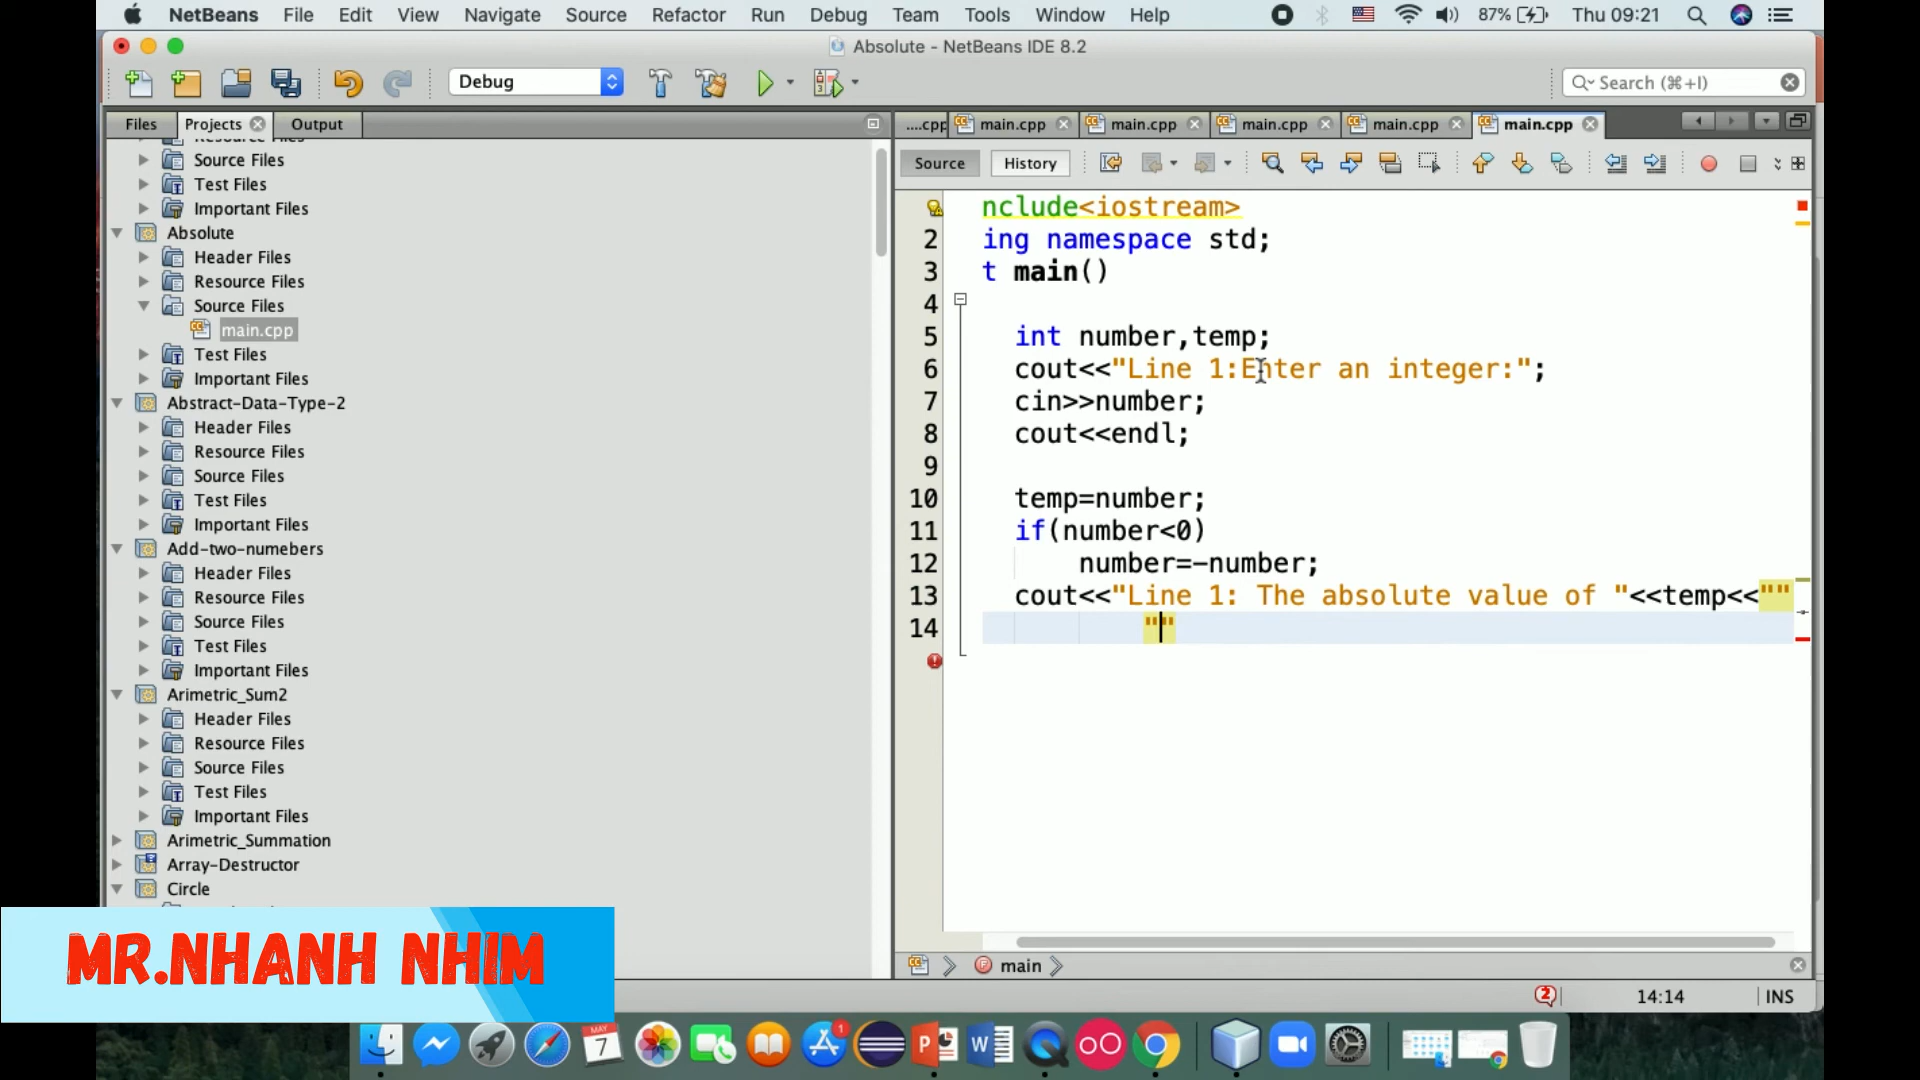 NetBeans File Edit View Navigate Source Refactor Run Debug Team Tools Window Help 87% Thu 09:21
Absolute - NetBeans IDE 8.2
Debug
Search (⌘+I)
Files Projects Output
....cpp main.cpp main.cpp main.cpp main.cpp main.cpp
Source History
Source Files
Test Files
Important Files
Absolute
Header Files
Resource Files
Source Files
main.cpp
Test Files
Important Files
Abstract-Data-Type-2
Header Files
Resource Files
Source Files
Test Files
Important Files
Add-two-numebers
Header Files
Resource Files
Source Files
Test Files
Important Files
Arimetric_Sum2
Header Files
Resource Files
Source Files
Test Files
Important Files
Arimetric_Summation
Array-Destructor
Circle
nclude<iostream>
2 ing namespace std;
3 t main()
4
5 int number,temp;
6 cout<<"Line 1:Enter an integer:";
7 cin>>number;
8 cout<<endl;
9
10 temp=number;
11 if(number<0)
12 number=-number;
13 cout<<"Line 1: The absolute value of "<<temp<<""
14 ""
main
2 14:14 INS
MR.NHANH NHIM
MAY
7
1